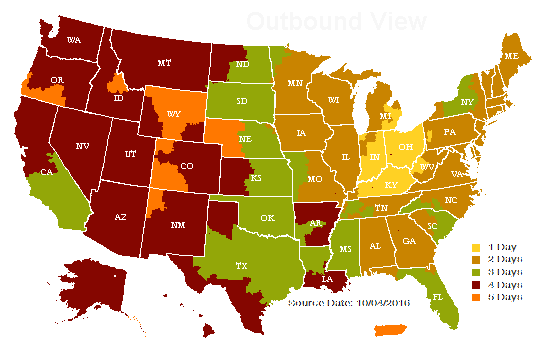 Outbound View
WA
MT
ND
MN
ME
OR
ID
SD
WI
MI
NY
WY
IA
PA
NE
IL
IN
OH
NV
UT
CO
KS
MO
KY
WV
VA
CA
AZ
NM
OK
AR
TN
NC
SC
MS
AL
GA
TX
LA
FL
1 Day
2 Days
3 Days
4 Days
5 Days
Source Date: 10/04/2016